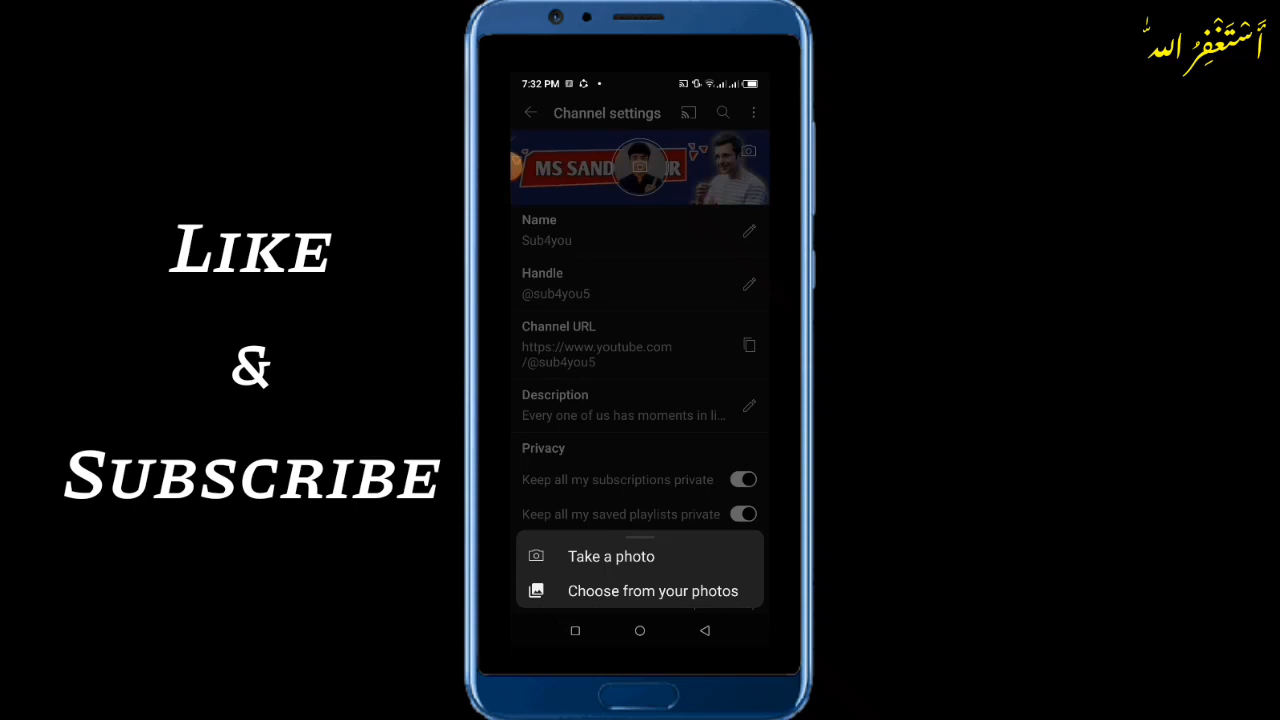 أَسْتَغْفِرُ اللهَ
LIKE
&
SUBSCRIBE
7:32 PM
Channel settings
MS SAND
R
Name
Sub4you
Handle
@sub4you5
Channel URL
https://www.youtube.com
/@sub4you5
Description
Every one of us has moments in li...
Privacy
Keep all my subscriptions private
Keep all my saved playlists private
Take a photo
Choose from your photos